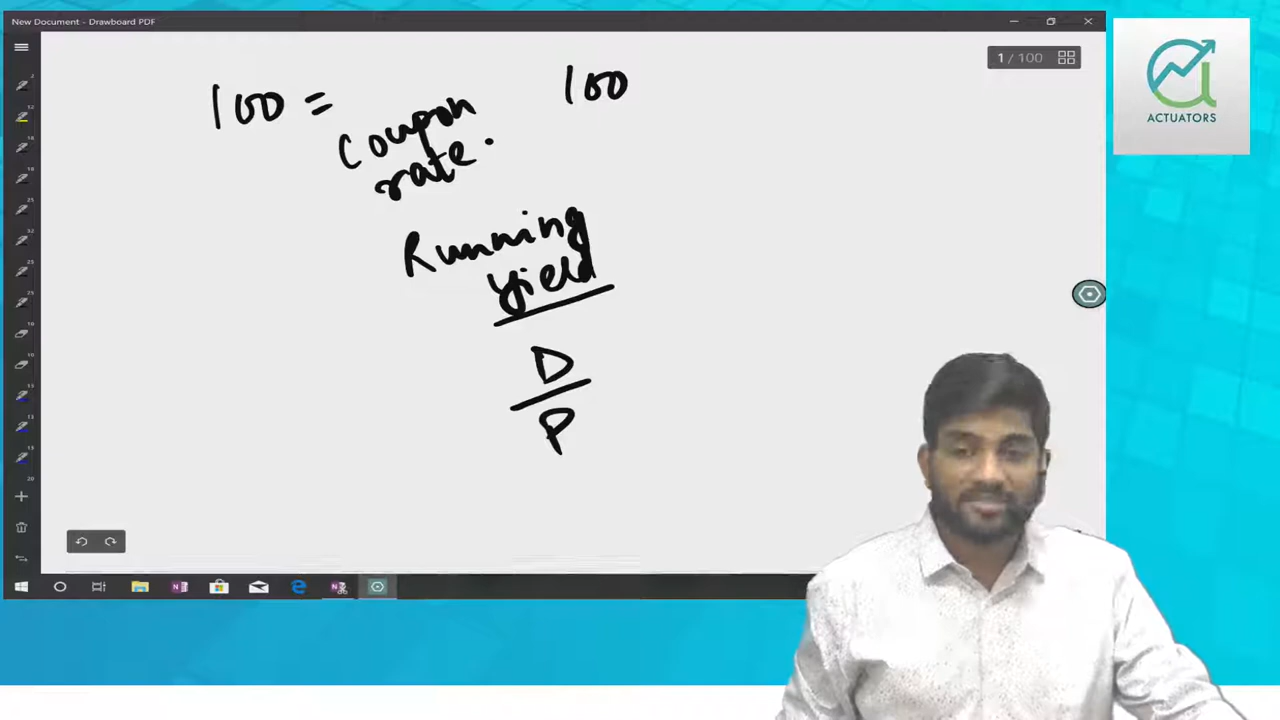 New Document - Drawboard PDF
1 / 100
100 =
100
Coupon
rate.
Running
yield
D
P
ACTUATORS